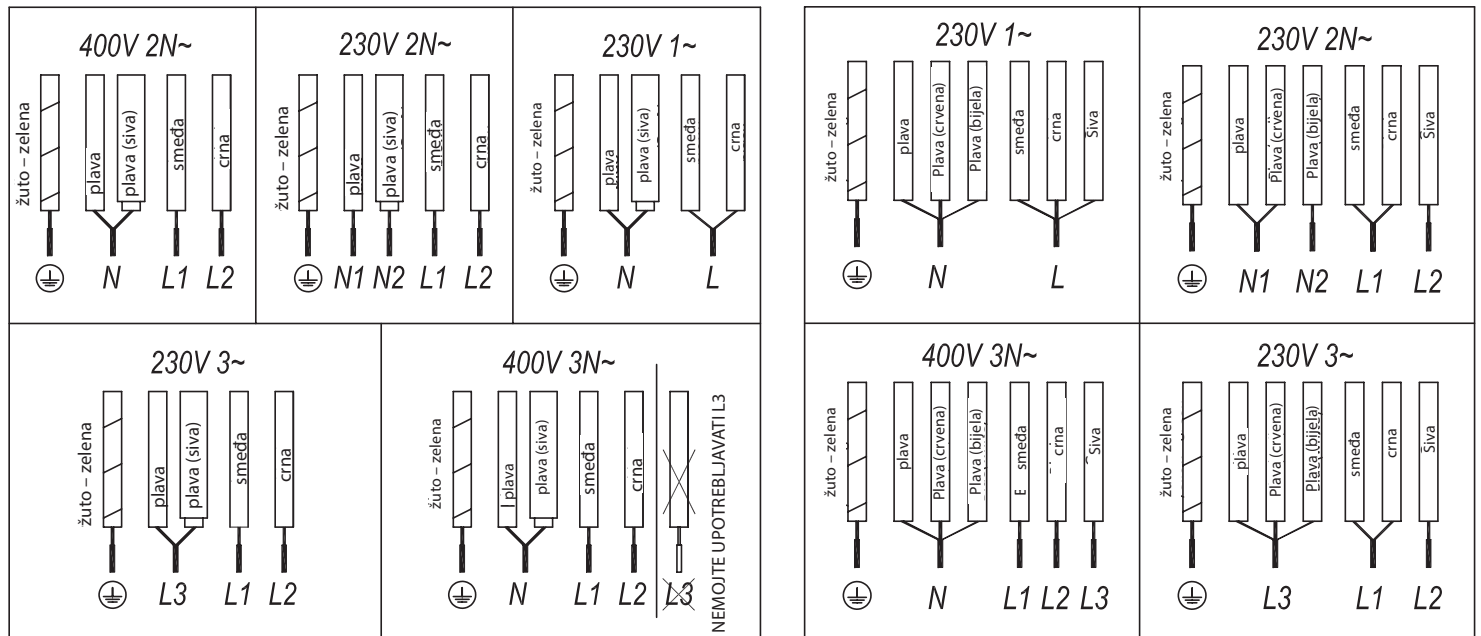 400V 2N~
žuto – zelena
plava
plava (siva)
smeđa
crna
N L1 L2
230V 2N~
žuto – zelena
plava
plava (siva)
smeđa
crna
N1 N2 L1 L2
230V 1~
žuto – zelena
plava
plava (siva)
smeđa
crna
N L
230V 3~
žuto – zelena
plava
plava (siva)
smeđa
crna
L3 L1 L2
400V 3N~
žuto – zelena
plava
plava (siva)
smeđa
crna
N L1 L2 L3
NEMOJTE UPOTREBLJAVATI L3
230V 1~
žuto – zelena
plava
Plava (crvena)
Plava (bijela)
smeđa
crna
Siva
N L
230V 2N~
žuto – zelena
plava
Plava (crvena)
Plava (bijela)
smeđa
crna
Siva
N1 N2 L1 L2
400V 3N~
žuto – zelena
plava
Plava (crvena)
Plava (bijela)
smeđa
crna
Siva
N L1 L2 L3
230V 3~
žuto – zelena
plava
Plava (crvena)
Plava (bijela)
smeđa
crna
Siva
L3 L1 L2